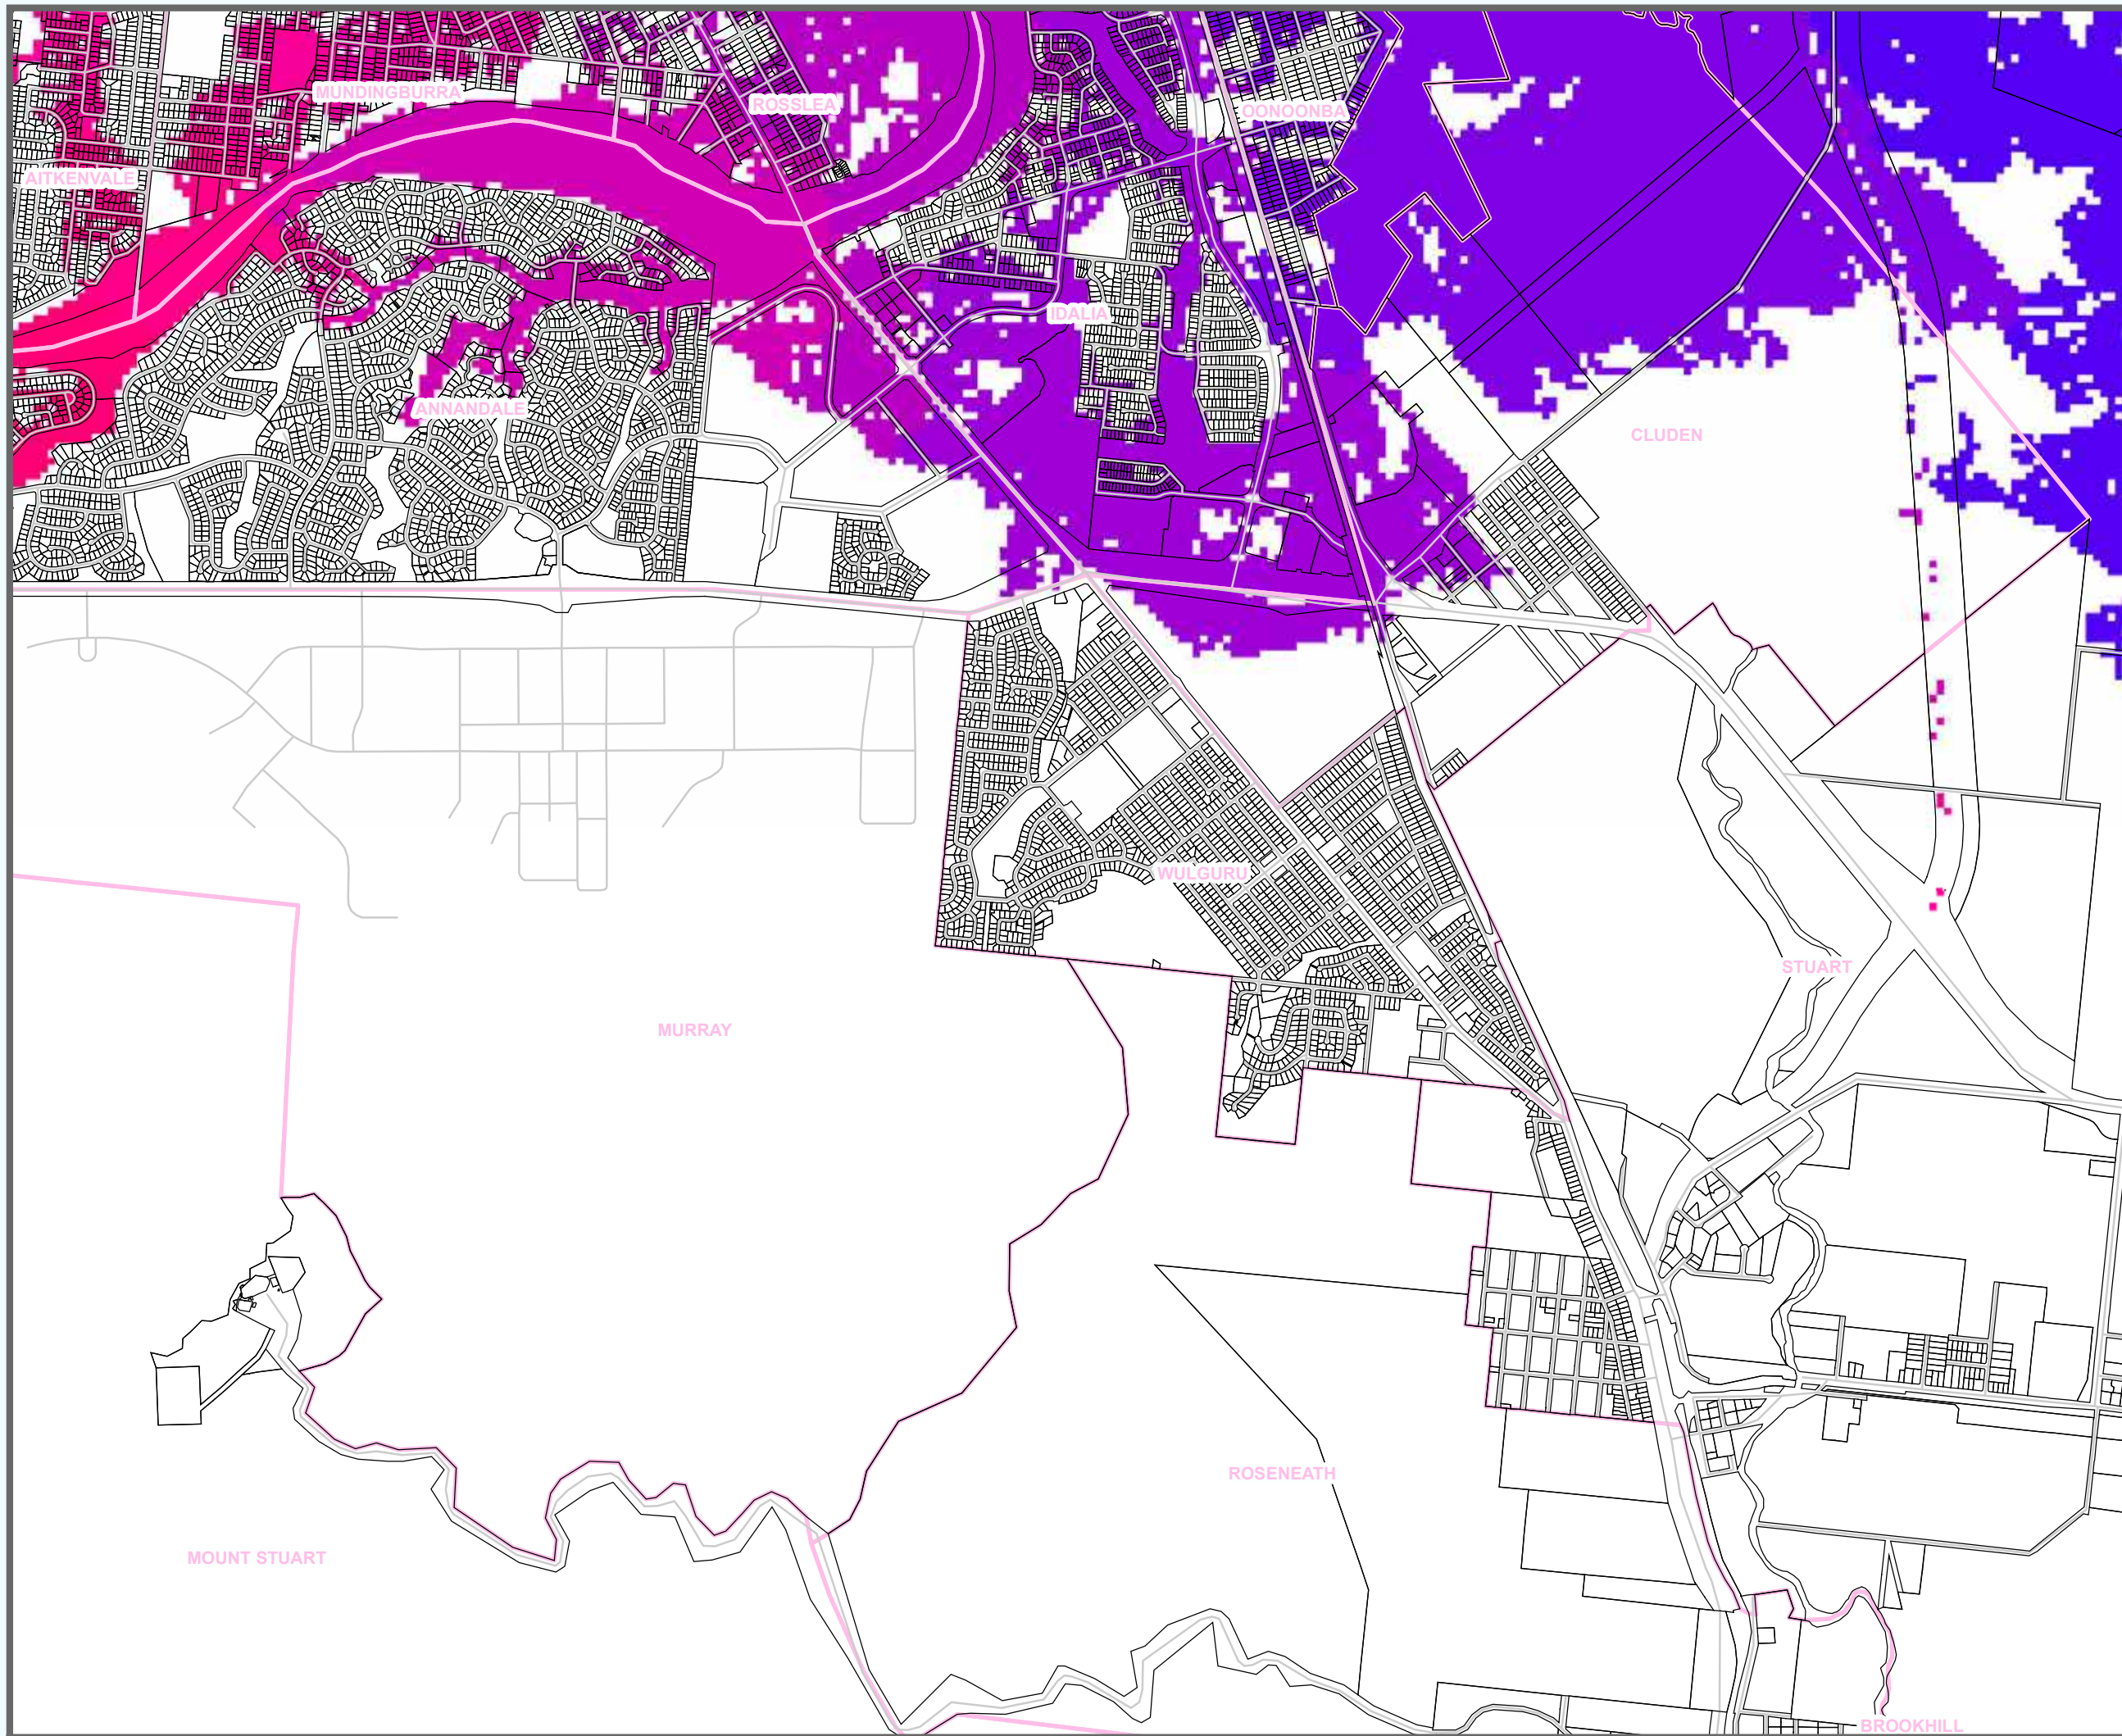 MUNDINGBURRA
ROSSLEA
OONOONBA
AITKENVALE
IDALIA
ANNANDALE
CLUDEN
WULGURU
STUART
MURRAY
ROSENEATH
MOUNT STUART
BROOKHILL